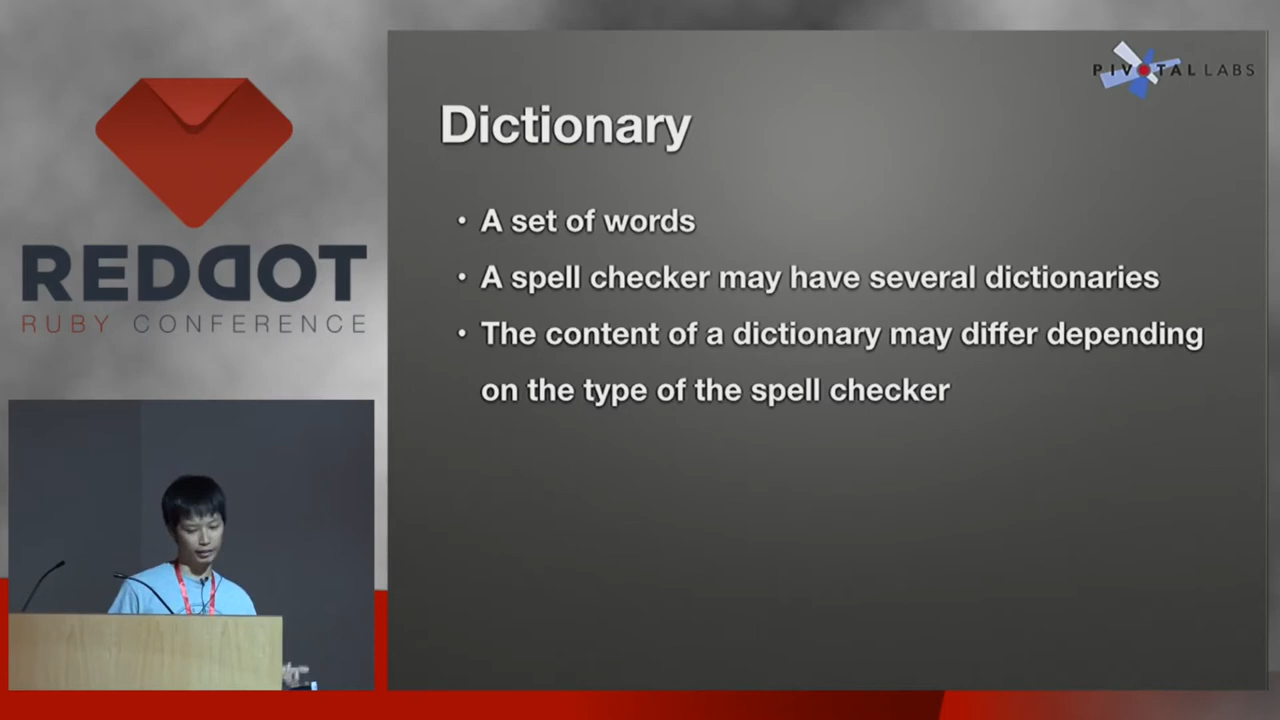 PIVOTAL LABS
Dictionary
• A set of words
• A spell checker may have several dictionaries
• The content of a dictionary may differ depending
on the type of the spell checker
REDDOT
RUBY CONFERENCE